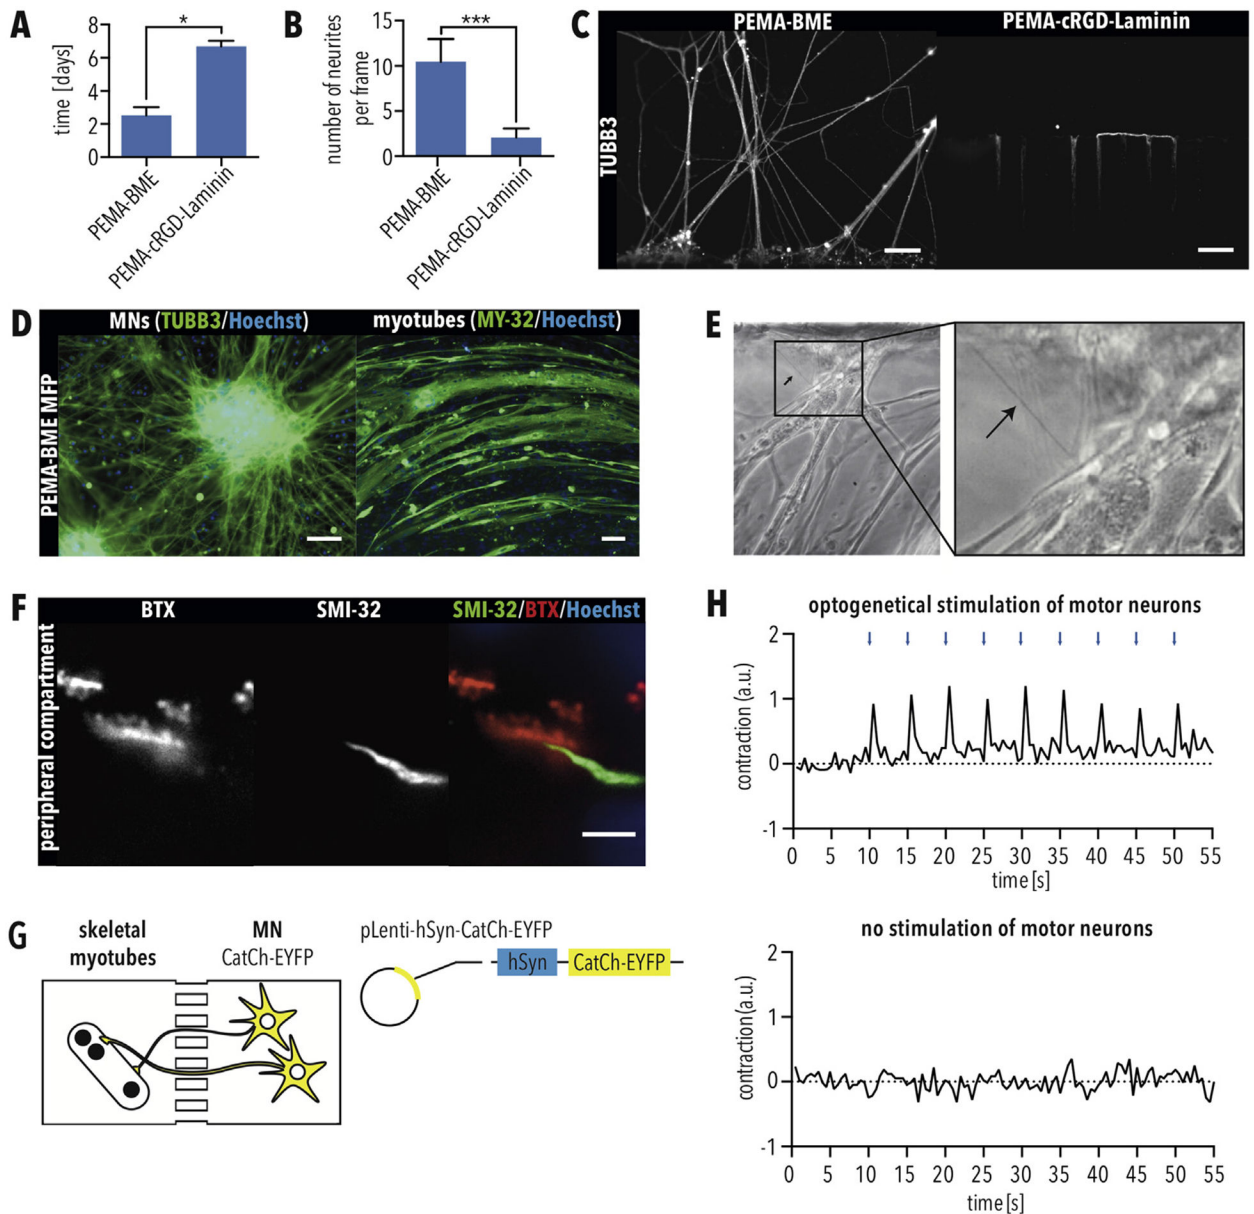 A
8
6
4
2
0
time [days]
*
PEMA-BME
PEMA-cRGD-Laminin
B
15
10
5
0
number of neurites
per frame
***
PEMA-BME
PEMA-cRGD-Laminin
C
PEMA-BME
PEMA-cRGD-Laminin
TUBB3
D
MNs (TUBB3/Hoechst)
myotubes (MY-32/Hoechst)
PEMA-BME MFP
E
F
BTX
SMI-32
SMI-32/BTX/Hoechst
peripheral compartment
G
skeletal
myotubes
MN
CatCh-EYFP
pLenti-hSyn-CatCh-EYFP
hSyn
CatCh-EYFP
H
optogenetical stimulation of motor neurons
2
1
0
-1
contraction (a.u.)
0 5 10 15 20 25 30 35 40 45 50 55
time [s]
no stimulation of motor neurons
2
1
0
-1
contraction (a.u.)
0 5 10 15 20 25 30 35 40 45 50 55
time [s]